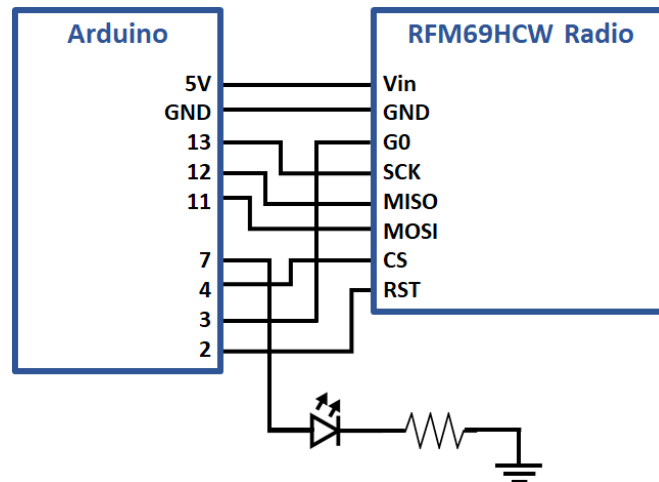 Arduino
RFM69HCW Radio
5V
GND
13
12
11
7
4
3
2
Vin
GND
G0
SCK
MISO
MOSI
CS
RST